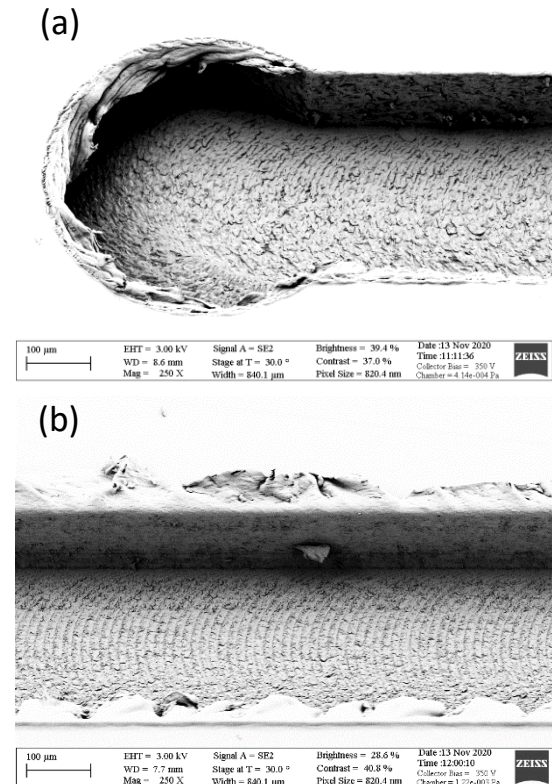 (a)
100 µm
EHT = 3.00 kV
WD = 8.6 mm
Mag = 250 X
Signal A = SE2
Stage at T = 30.0 °
Width = 840.1 µm
Brightness = 39.4 %
Contrast = 37.0 %
Pixel Size = 820.4 nm
Date :13 Nov 2020
Time :11:11:36
Collector Bias = 350 V
Chamber = 4.14e-004 Pa
ZEISS
(b)
100 µm
EHT = 3.00 kV
WD = 7.7 mm
Mag = 250 X
Signal A = SE2
Stage at T = 30.0 °
Width = 840.1 µm
Brightness = 28.6 %
Contrast = 40.8 %
Pixel Size = 820.4 nm
Date :13 Nov 2020
Time :12:00:10
Collector Bias = 350 V
Chamber = 1.22e-003 Pa
ZEISS